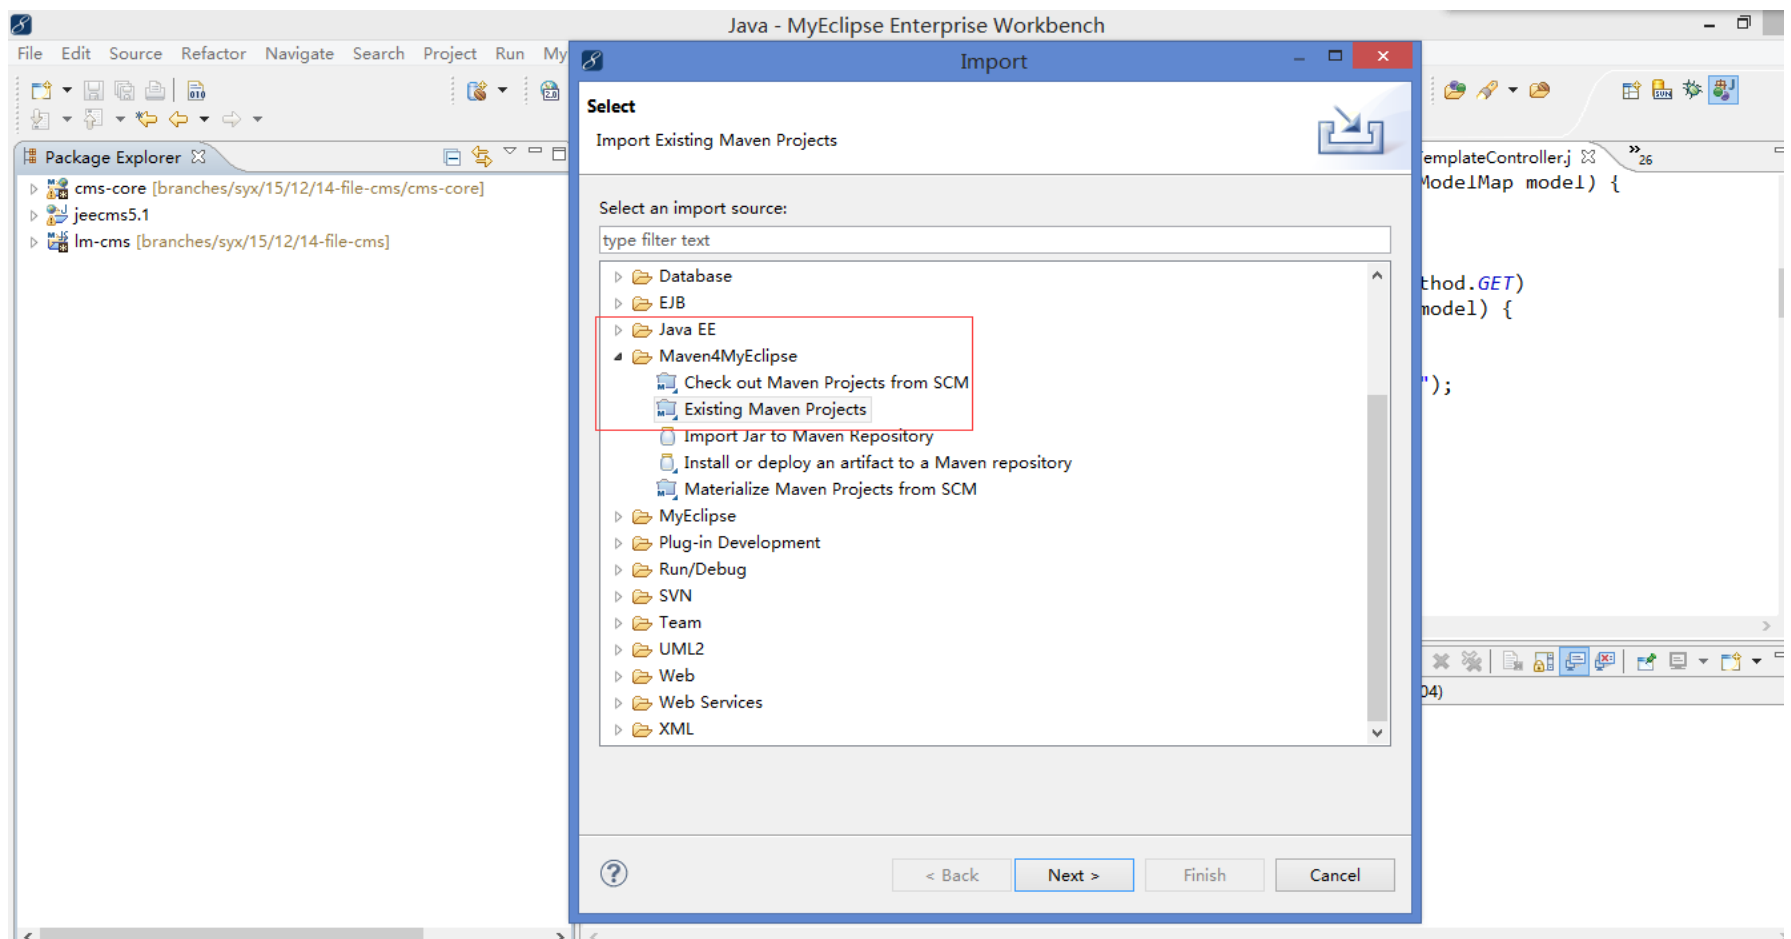 Java - MyEclipse Enterprise Workbench
File Edit Source Refactor Navigate Search Project Run My
Import
Select
Import Existing Maven Projects
Package Explorer
cms-core [branches/syx/15/12/14-file-cms/cms-core]
jeecms5.1
lm-cms [branches/syx/15/12/14-file-cms]
Select an import source:
type filter text
Database
EJB
Java EE
Maven4MyEclipse
Check out Maven Projects from SCM
Existing Maven Projects
Import Jar to Maven Repository
Install or deploy an artifact to a Maven repository
Materialize Maven Projects from SCM
MyEclipse
Plug-in Development
Run/Debug
SVN
Team
UML2
Web
Web Services
XML
< Back Next > Finish Cancel
emplateController.j
»26
ModelMap model) {
thod.GET)
model) {
");
04)